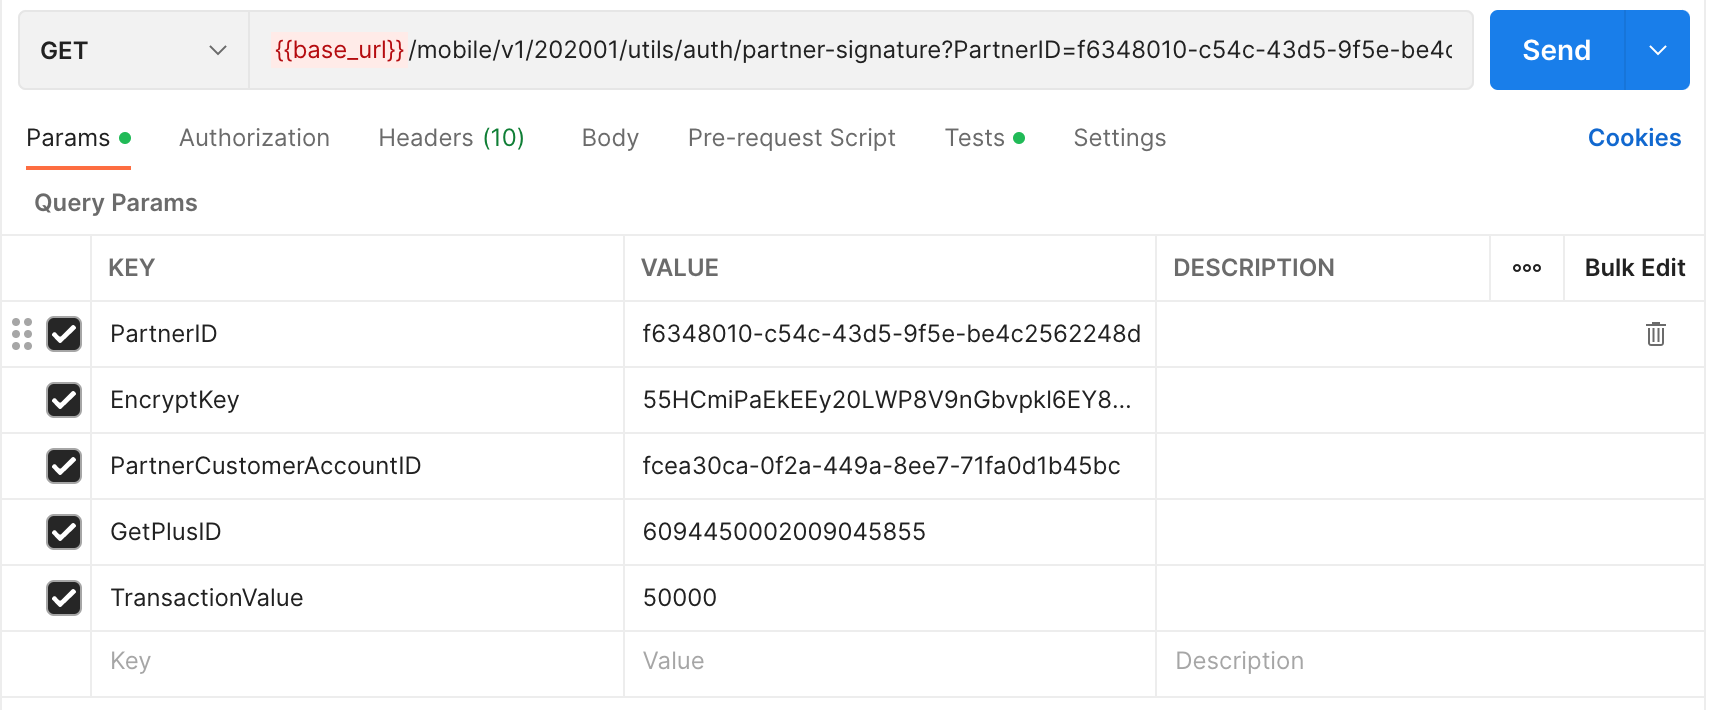 GET {{base_url}}/mobile/v1/202001/utils/auth/partner-signature?PartnerID=f6348010-c54c-43d5-9f5e-be4c Send
Params Authorization Headers (10) Body Pre-request Script Tests Settings Cookies
Query Params
KEY VALUE DESCRIPTION ooo Bulk Edit
PartnerID f6348010-c54c-43d5-9f5e-be4c2562248d
EncryptKey 55HCmiPaEkEEy20LWP8V9nGbvpkl6EY8...
PartnerCustomerAccountID fcea30ca-0f2a-449a-8ee7-71fa0d1b45bc
GetPlusID 6094450002009045855
TransactionValue 50000
Key Value Description